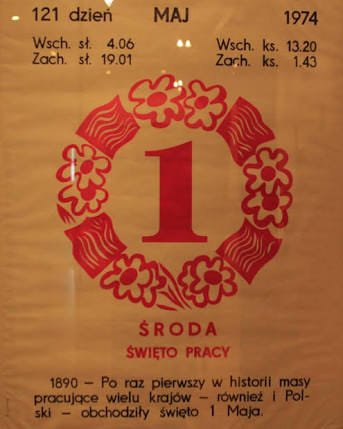 121 dzień MAJ 1974
Wsch. sł. 4.06 Wsch. ks. 13.20
Zach. sł. 19.01 Zach. ks. 1.43
1
ŚRODA
ŚWIĘTO PRACY
1890 — Po raz pierwszy w historii masy
pracujące wielu krajów — również i Pol-
ski — obchodziły święto 1 Maja.